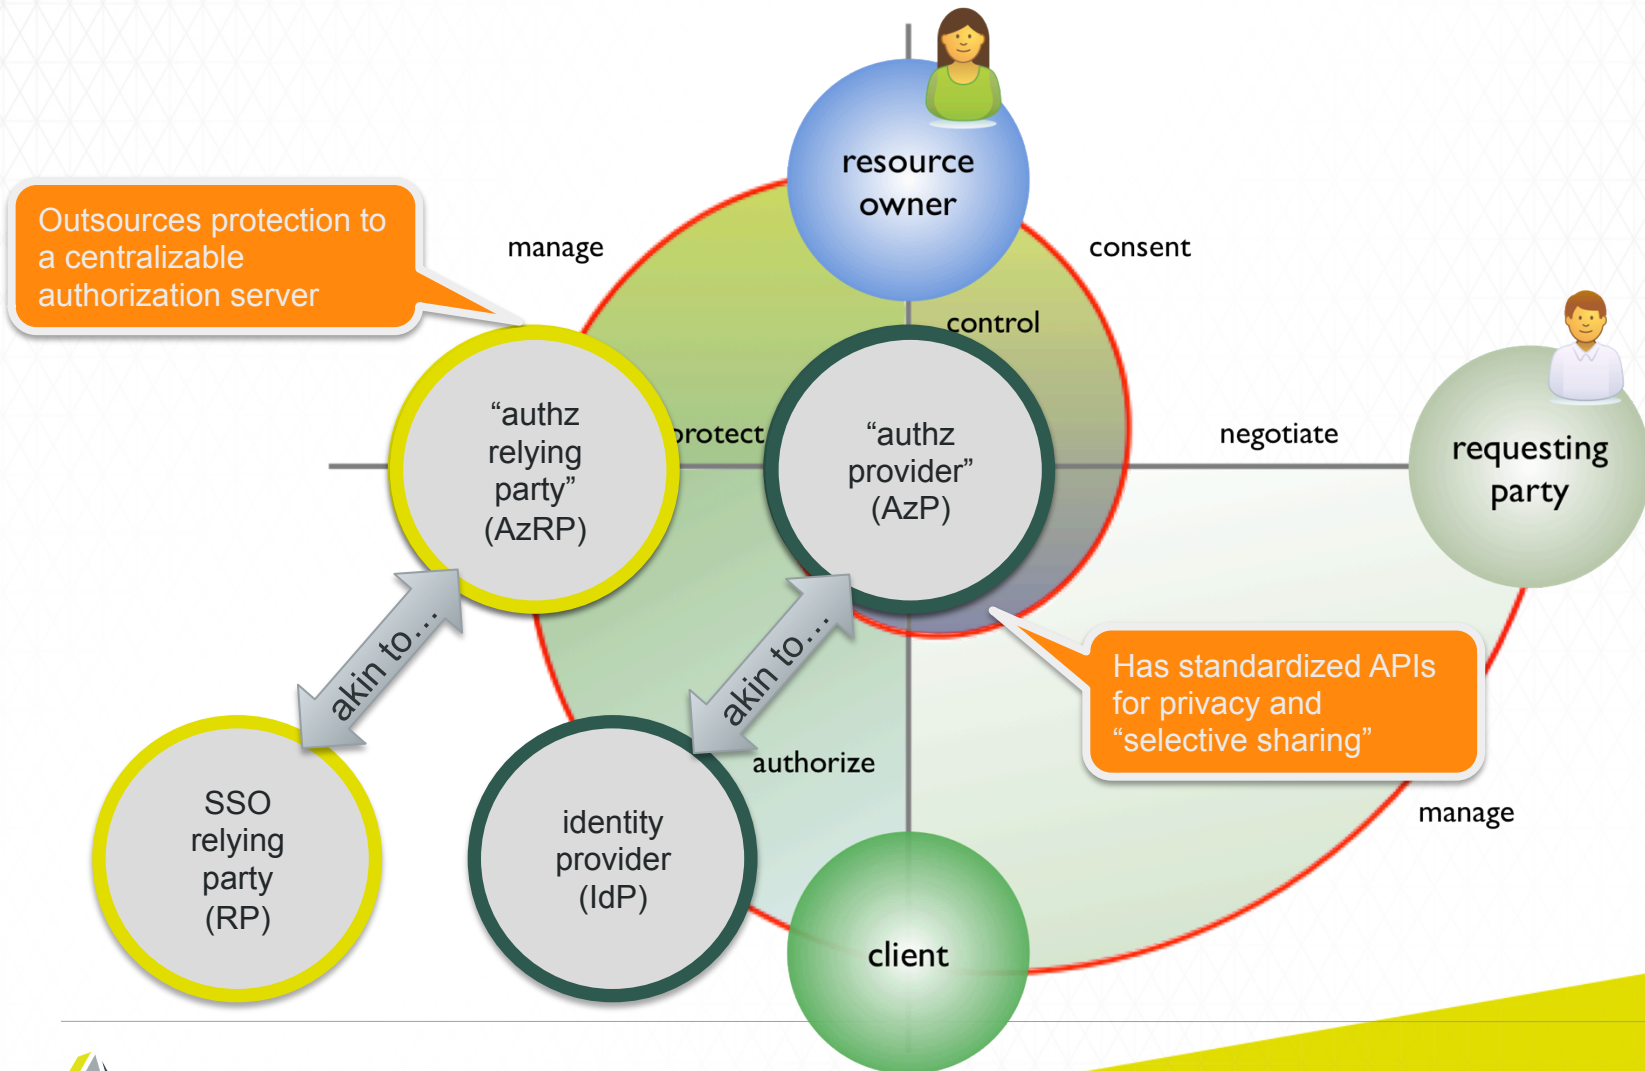 resource
owner
Outsources protection to
a centralizable
authorization server
manage
consent
control
“authz
relying
party”
(AzRP)
protect
“authz
provider”
(AzP)
negotiate
requesting
party
akin to…
akin to…
Has standardized APIs
for privacy and
“selective sharing”
authorize
manage
SSO
relying
party
(RP)
identity
provider
(IdP)
client